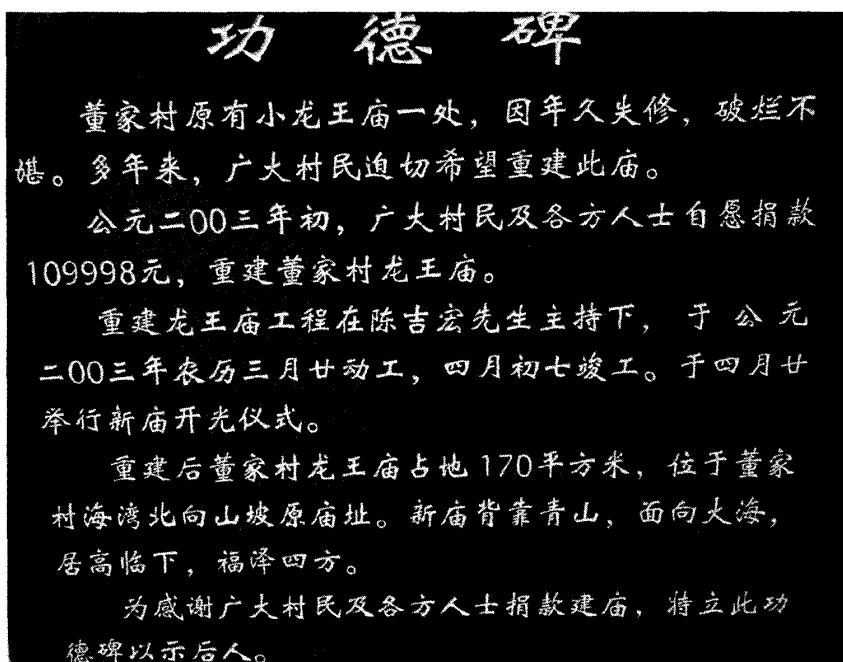 功德碑
董家村原有小龙王庙一处，因年久失修，破烂不
堪。多年来，广大村民迫切希望重建此庙。
公元二00三年初，广大村民及各方人士自愿捐款
109998元，重建董家村龙王庙。
重建龙王庙工程在陈吉宏先生主持下，于公元
二00三年农历三月廿动工，四月初七竣工。于四月廿
举行新庙开光仪式。
重建后董家村龙王庙占地170平方米，位于董家
村海湾北向山坡原庙址。新庙背靠青山，面向大海，
居高临下，福泽四方。
为感谢广大村民及各方人士捐款建庙，特立此功
德碑以示后人。